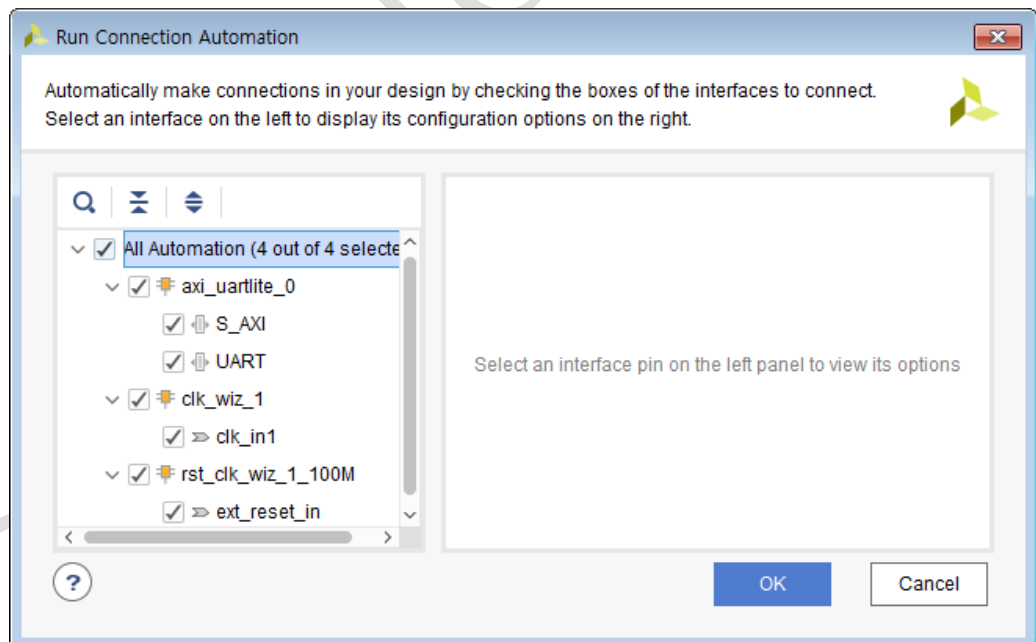 Run Connection Automation
Automatically make connections in your design by checking the boxes of the interfaces to connect.
Select an interface on the left to display its configuration options on the right.
All Automation (4 out of 4 selecte
axi_uartlite_0
S_AXI
UART
clk_wiz_1
clk_in1
rst_clk_wiz_1_100M
ext_reset_in
Select an interface pin on the left panel to view its options
?
OK
Cancel